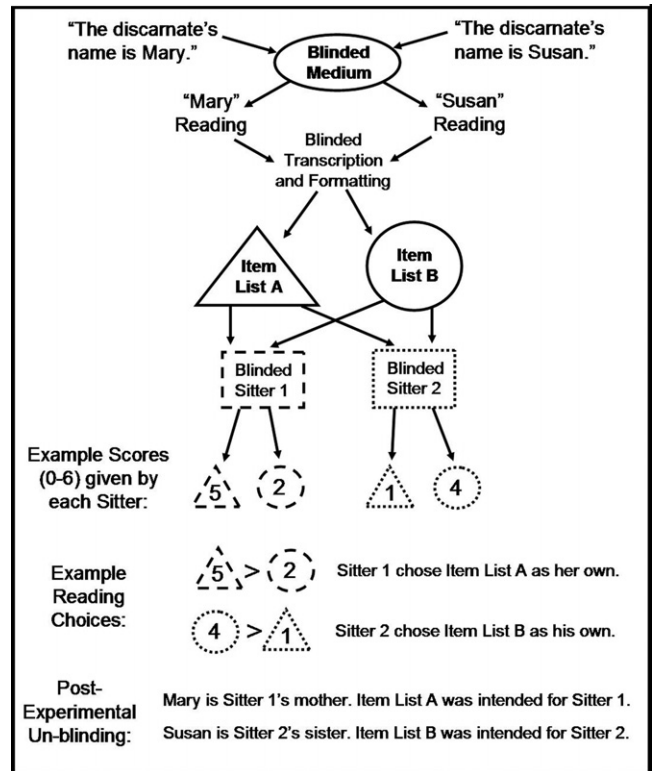 “The discarnate’s
name is Mary.”
“The discarnate’s
name is Susan.”
Blinded
Medium
“Mary”
Reading
“Susan”
Reading
Blinded
Transcription
and Formatting
Item
List A
Item
List B
Blinded
Sitter 1
Blinded
Sitter 2
Example Scores
(0-6) given by
each Sitter:
5
2
1
4
Example
Reading
Choices:
5 > 2 Sitter 1 chose Item List A as her own.
4 > 1 Sitter 2 chose Item List B as his own.
Post-
Experimental
Un-blinding:
Mary is Sitter 1’s mother. Item List A was intended for Sitter 1.
Susan is Sitter 2’s sister. Item List B was intended for Sitter 2.